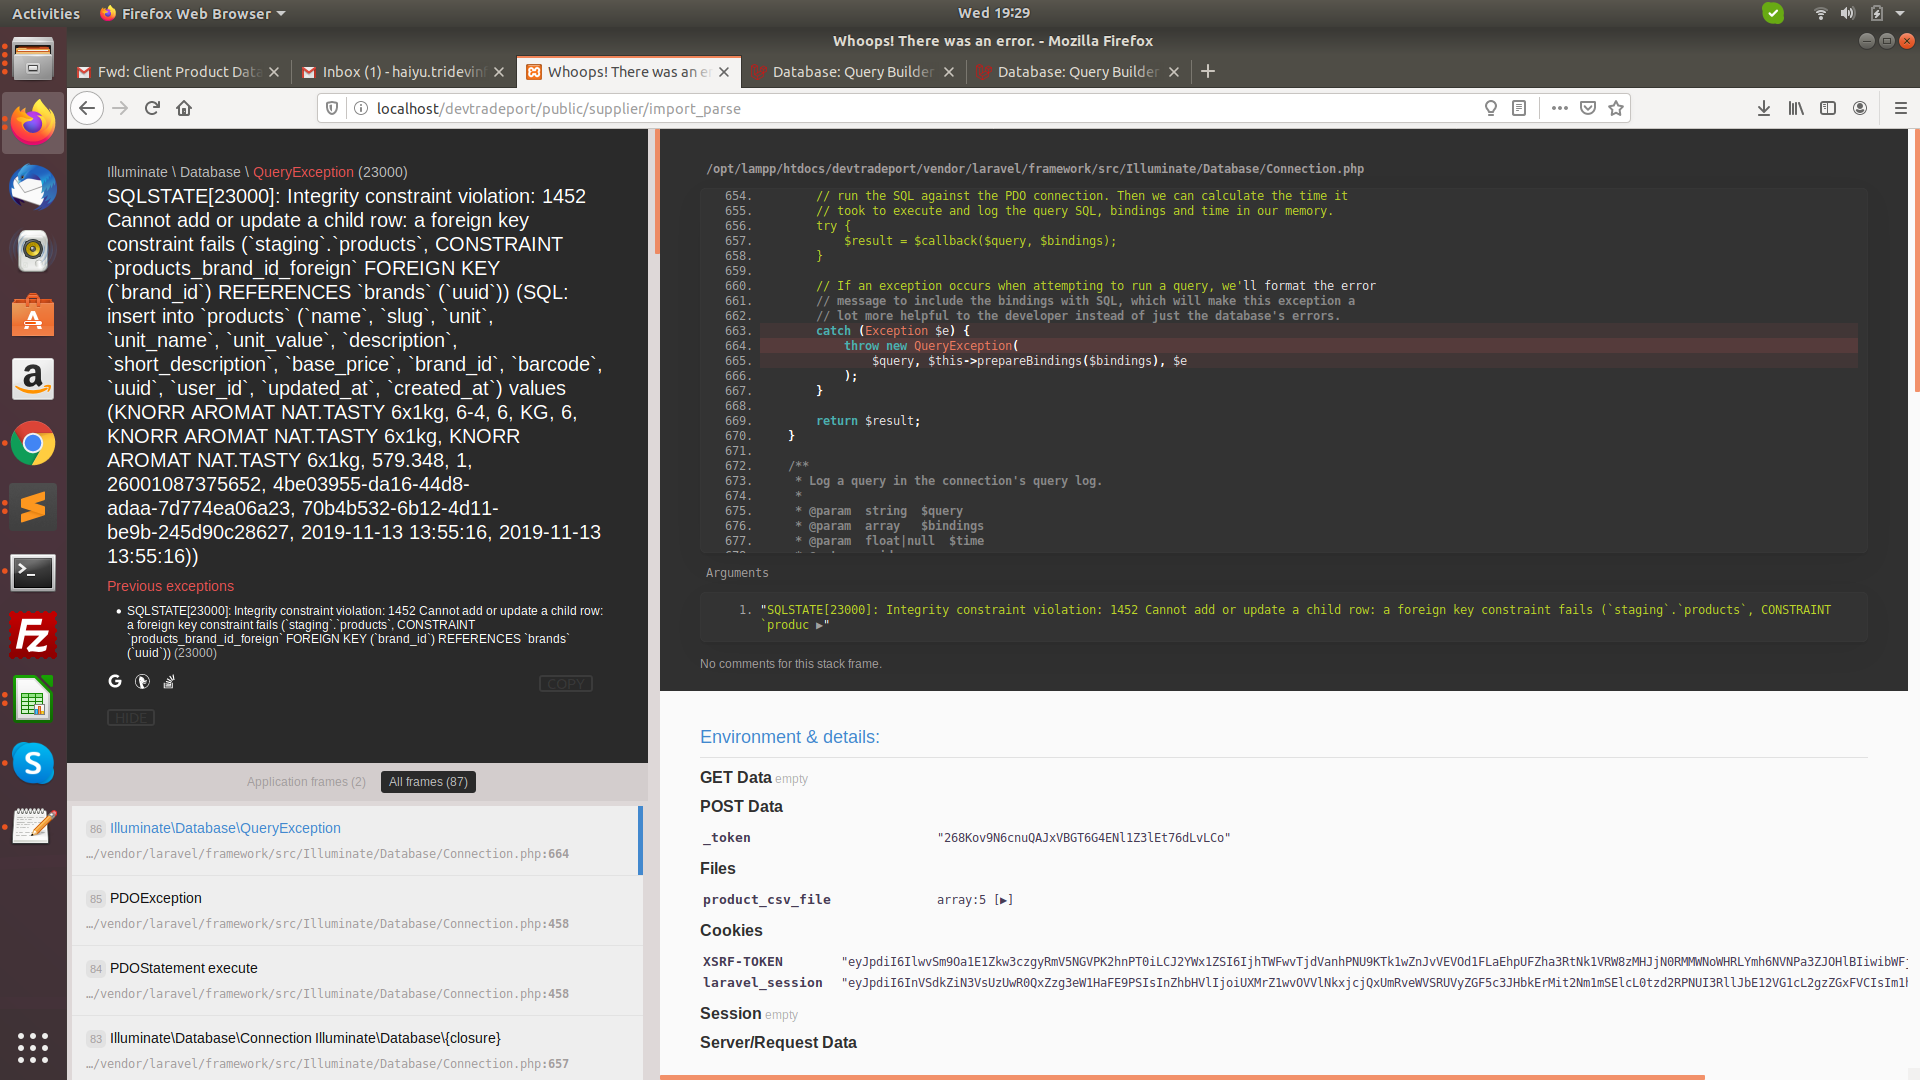 Activities Firefox Web Browser Wed 19:29
Whoops! There was an error. - Mozilla Firefox
Fwd: Client Product Data Inbox (1) - haiyu.tridevin Whoops! There was an er Database: Query Builder Database: Query Builder
localhost/devtradeport/public/supplier/import_parse
Illuminate \ Database \ QueryException (23000)
SQLSTATE[23000]: Integrity constraint violation: 1452
Cannot add or update a child row: a foreign key
constraint fails (`staging`.`products`, CONSTRAINT
`products_brand_id_foreign` FOREIGN KEY
(`brand_id`) REFERENCES `brands` (`uuid`)) (SQL:
insert into `products` (`name`, `slug`, `unit`,
`unit_name`, `unit_value`, `description`,
`short_description`, `base_price`, `brand_id`, `barcode`,
`uuid`, `user_id`, `updated_at`, `created_at`) values
(KNORR AROMAT NAT.TASTY 6x1kg, 6-4, 6, KG, 6,
KNORR AROMAT NAT.TASTY 6x1kg, KNORR
AROMAT NAT.TASTY 6x1kg, 579.348, 1,
26001087375652, 4be03955-da16-44d8-
adaa-7d774ea06a23, 70b4b532-6b12-4d11-
be9b-245d90c28627, 2019-11-13 13:55:16, 2019-11-13
13:55:16))
Previous exceptions
• SQLSTATE[23000]: Integrity constraint violation: 1452 Cannot add or update a child row:
a foreign key constraint fails (`staging`.`products`, CONSTRAINT
`products_brand_id_foreign` FOREIGN KEY (`brand_id`) REFERENCES `brands`
(`uuid`)) (23000)
COPY
HIDE
Application frames (2) All frames (87)
86 Illuminate\Database\QueryException
…/vendor/laravel/framework/src/Illuminate/Database/Connection.php:664
85 PDOException
…/vendor/laravel/framework/src/Illuminate/Database/Connection.php:458
84 PDOStatement execute
…/vendor/laravel/framework/src/Illuminate/Database/Connection.php:458
83 Illuminate\Database\Connection Illuminate\Database\{closure}
…/vendor/laravel/framework/src/Illuminate/Database/Connection.php:657
/opt/lampp/htdocs/devtradeport/vendor/laravel/framework/src/Illuminate/Database/Connection.php
654. // run the SQL against the PDO connection. Then we can calculate the time it
655. // took to execute and log the query SQL, bindings and time in our memory.
656. try {
657. $result = $callback($query, $bindings);
658. }
659.
660. // If an exception occurs when attempting to run a query, we'll format the error
661. // message to include the bindings with SQL, which will make this exception a
662. // lot more helpful to the developer instead of just the database's errors.
663. catch (Exception $e) {
664. throw new QueryException(
665. $query, $this->prepareBindings($bindings), $e
666. );
667. }
668.
669. return $result;
670. }
671.
672. /**
673. * Log a query in the connection's query log.
674. *
675. * @param string $query
676. * @param array $bindings
677. * @param float|null $time
Arguments
1. "SQLSTATE[23000]: Integrity constraint violation: 1452 Cannot add or update a child row: a foreign key constraint fails (`staging`.`products`, CONSTRAINT
`produc ▶"
No comments for this stack frame.
Environment & details:
GET Data empty
POST Data
_token "268Kov9N6cnuQAJxVBGT6G4ENl1Z3lEt76dLvLCo"
Files
product_csv_file array:5 [▶]
Cookies
XSRF-TOKEN
laravel_session
Session empty
Server/Request Data